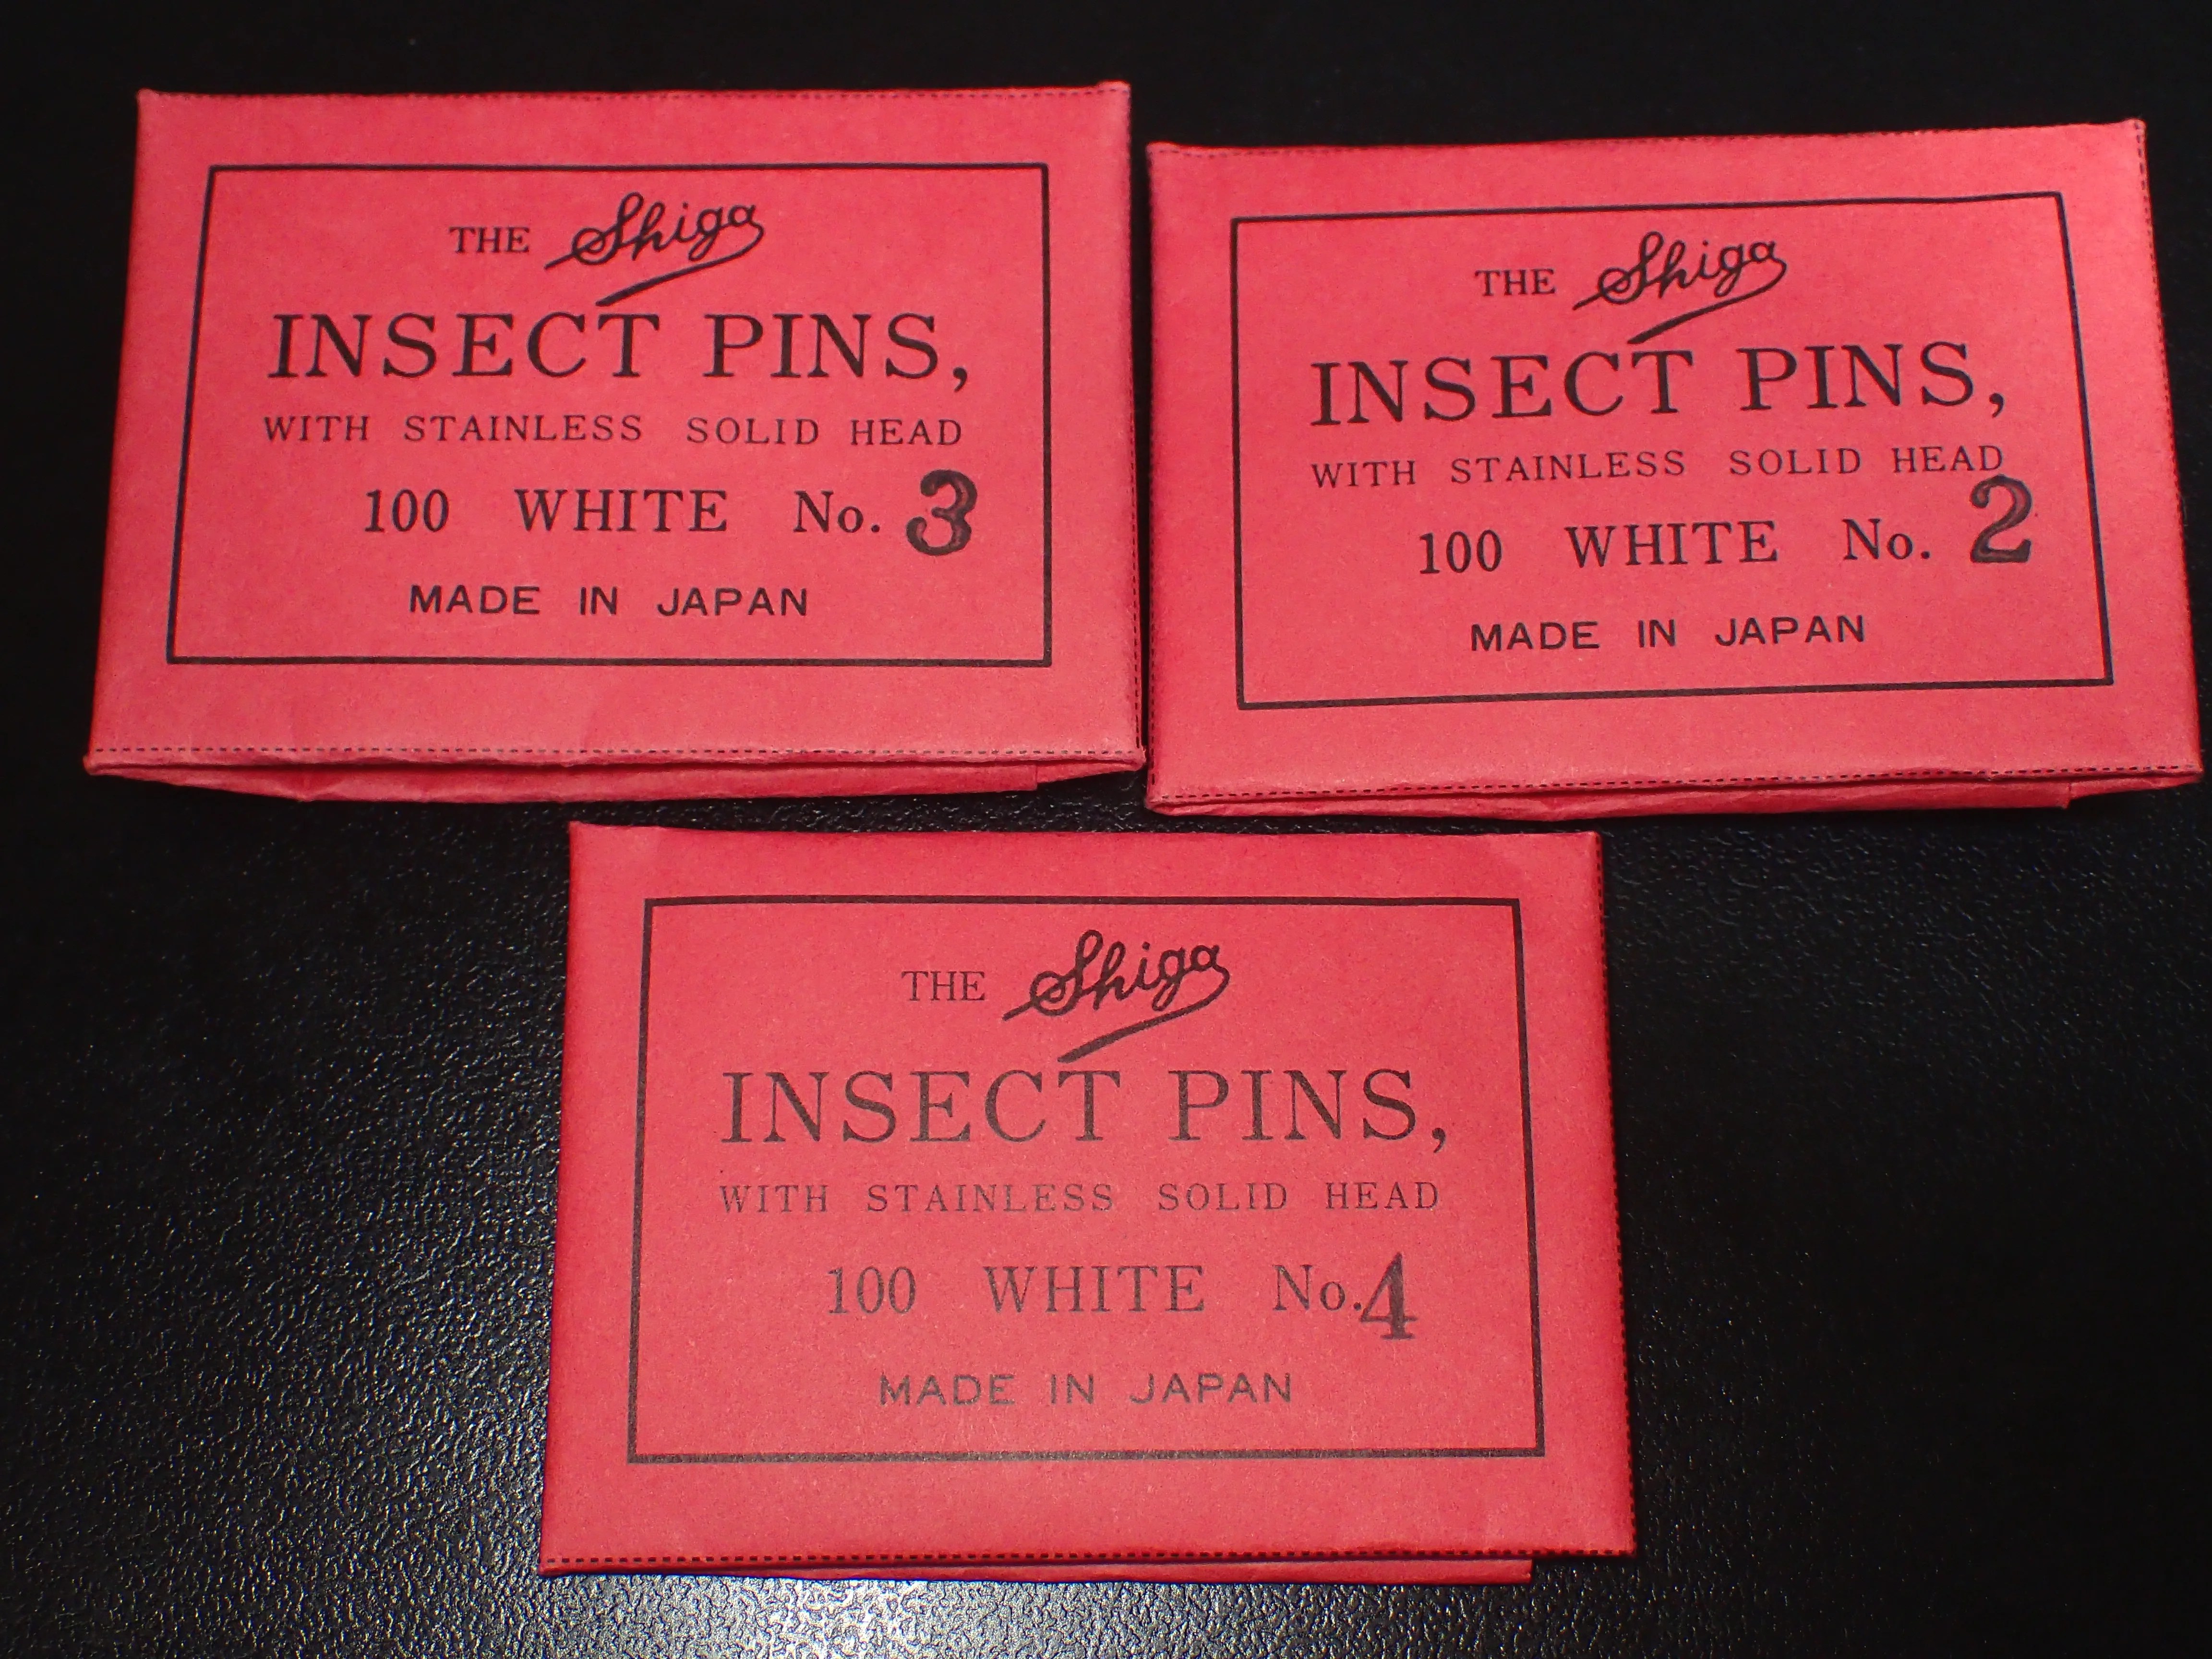 THE Shiga
INSECT PINS,
WITH STAINLESS SOLID HEAD
100 WHITE No. 3
MADE IN JAPAN
THE Shiga
INSECT PINS,
WITH STAINLESS SOLID HEAD
100 WHITE No. 2
MADE IN JAPAN
THE Shiga
INSECT PINS,
WITH STAINLESS SOLID HEAD
100 WHITE No. 4
MADE IN JAPAN